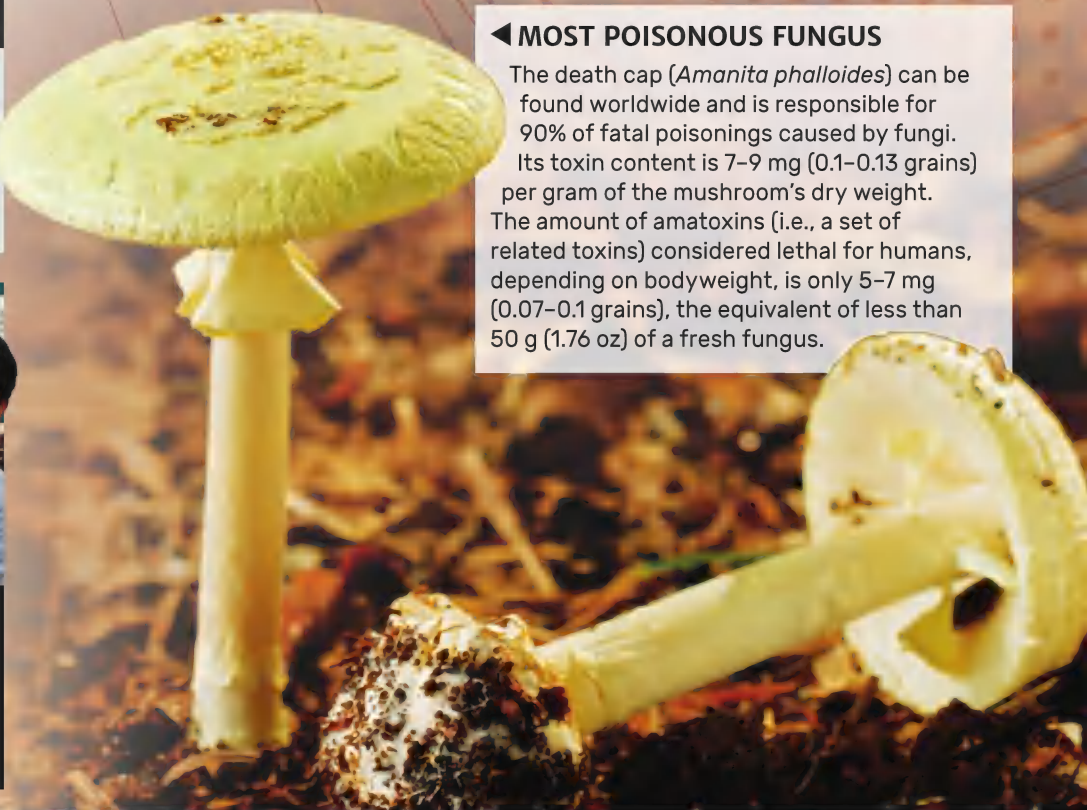 ◀ MOST POISONOUS FUNGUS
The death cap (Amanita phalloides) can be
found worldwide and is responsible for
90% of fatal poisonings caused by fungi.
Its toxin content is 7–9 mg (0.1–0.13 grains)
per gram of the mushroom’s dry weight.
The amount of amatoxins (i.e., a set of
related toxins) considered lethal for humans,
depending on bodyweight, is only 5–7 mg
(0.07–0.1 grains), the equivalent of less than
50 g (1.76 oz) of a fresh fungus.